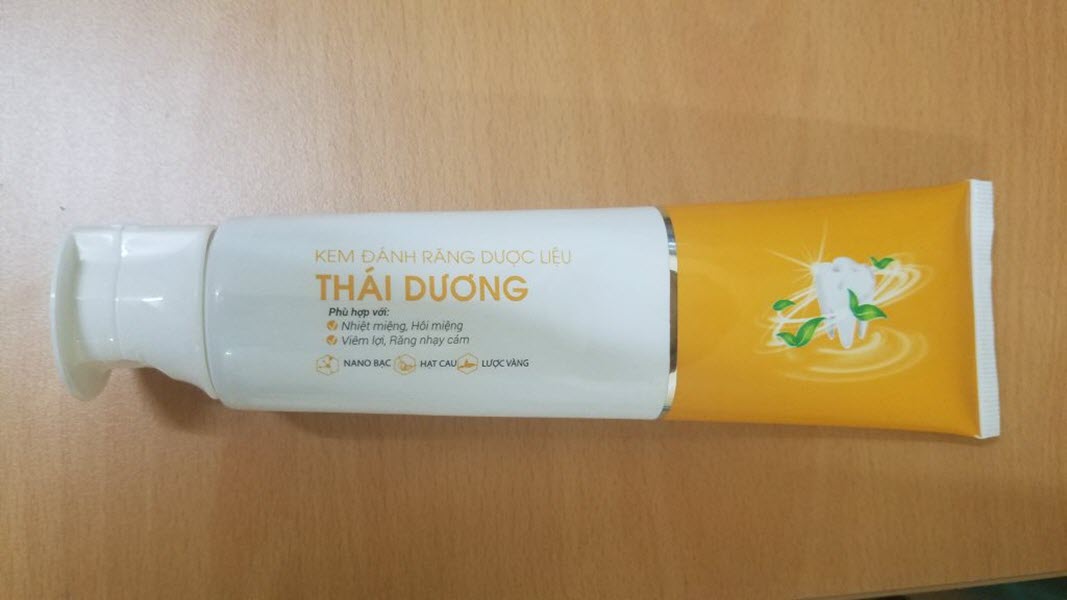 KEM ĐÁNH RĂNG DƯỢC LIỆU
THÁI DƯƠNG
Phù hợp với:
Nhiệt miệng, Hôi miệng
Viêm lợi, Răng nhạy cảm
NANO BẠC HẠT CAU LƯỢC VÀNG